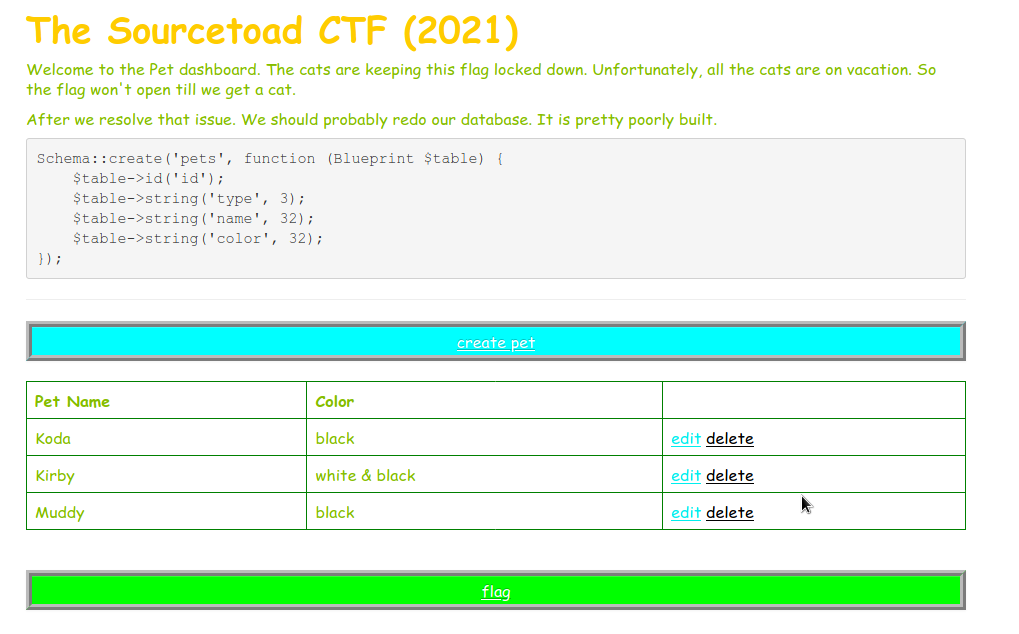 The Sourcetoad CTF (2021)
Welcome to the Pet dashboard. The cats are keeping this flag locked down. Unfortunately, all the cats are on vacation. So
the flag won't open till we get a cat.
After we resolve that issue. We should probably redo our database. It is pretty poorly built.
Schema::create('pets', function (Blueprint $table) {
    $table->id('id');
    $table->string('type', 3);
    $table->string('name', 32);
    $table->string('color', 32);
});
create pet
Pet Name Color
Koda black edit delete
Kirby white & black edit delete
Muddy black edit delete
flag